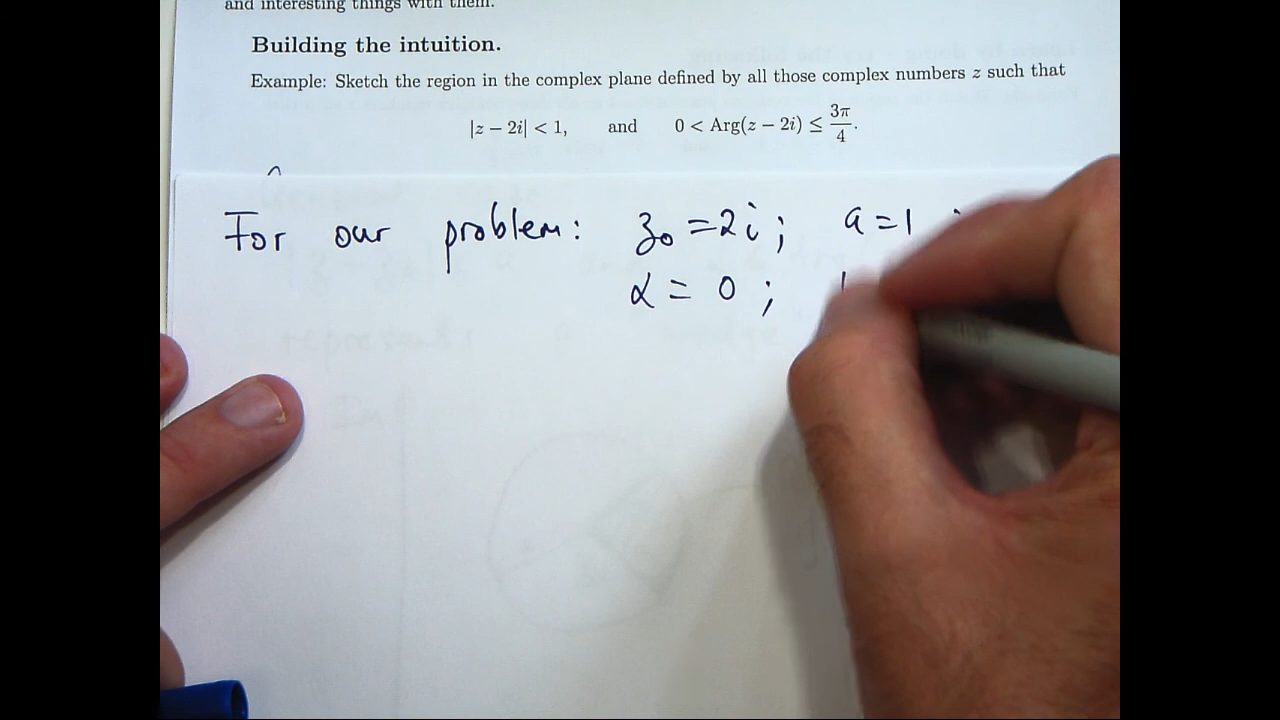 and interesting things with them.
Building the intuition.
Example: Sketch the region in the complex plane defined by all those complex numbers z such that
|z − 2i| < 1, and 0 < Arg(z − 2i) ≤ 3π/4.
For our problem: z₀ = 2i ; a = 1
α = 0 ;